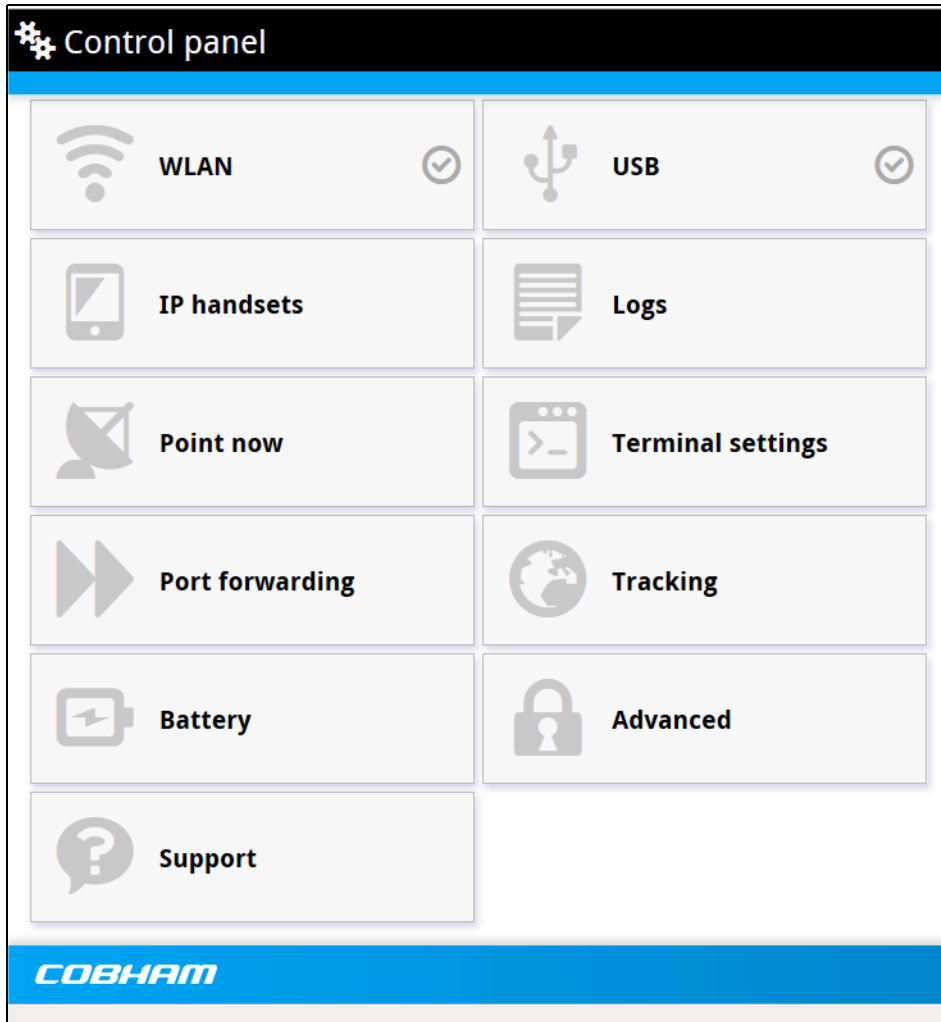 Control panel
WLAN
USB
IP handsets
Logs
Point now
Terminal settings
Port forwarding
Tracking
Battery
Advanced
Support
COBHAM